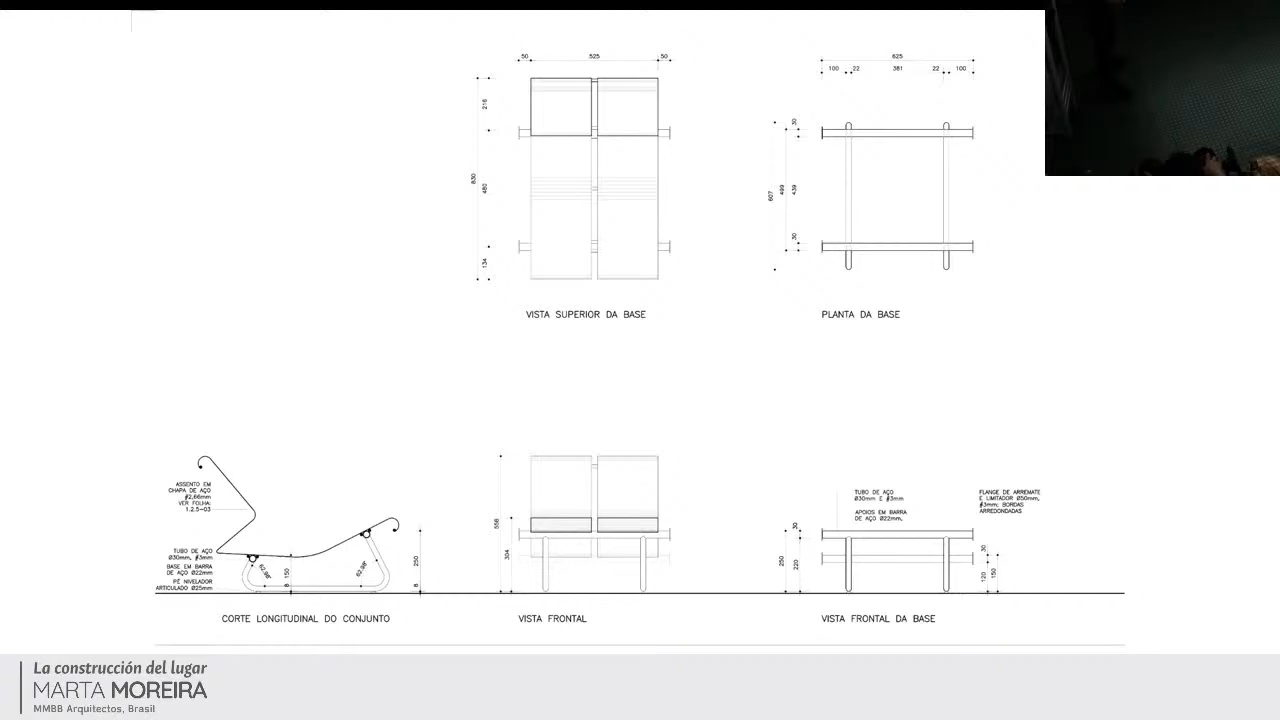 50 525 50
625
100 22 381 22 100
216
830
480
134
30
607
499
439
30
VISTA SUPERIOR DA BASE
PLANTA DA BASE
ASSENTO EM
CHAPA DE AÇO
#2,66mm
VER FOLHA:
1.2.5-03
TUBO DE AÇO
Ø30mm, #3mm
BASE EM BARRA
DE AÇO Ø22mm
PÉ NIVELADOR
ARTICULADO Ø25mm
62.98°
150
8
62.98°
250
8
558
304
TUBO DE AÇO
Ø30mm E #3mm
APOIOS EM BARRA
DE AÇO Ø22mm,
FLANGE DE ARREMATE
E LIMITADOR Ø50mm,
#3mm: BORDAS
ARREDONDADAS
30
250
220
30
120
150
CORTE LONGITUDINAL DO CONJUNTO
VISTA FRONTAL
VISTA FRONTAL DA BASE
La construcción del lugar
MARTA MOREIRA
MMBB Arquitectos, Brasil